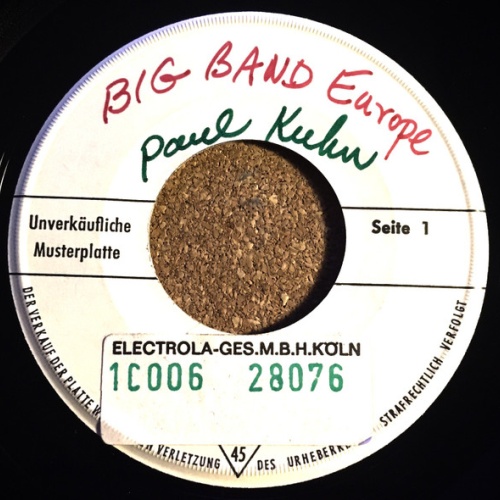 BIG BAND Europe
Paul Kuhn
Unverkäufliche
Musterplatte
Seite 1
ELECTROLA-GES.M.B.H.KÖLN
1C006 28076
DER VERKAUF DER PLATTE
VERLETZUNG
45
DES URHEBERR
STRAFRECHTLICH VERFOLGT